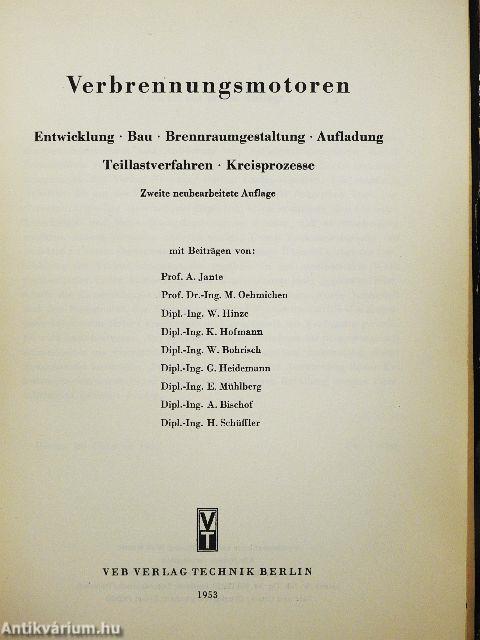 Verbrennungsmotoren
Entwicklung · Bau · Brennraumgestaltung · Aufladung
Teillastverfahren · Kreisprozesse
Zweite neubearbeitete Auflage
mit Beiträgen von:
Prof. A. Jante
Prof. Dr.-Ing. M. Oehmichen
Dipl.-Ing. W. Hinze
Dipl.-Ing. K. Hofmann
Dipl.-Ing. W. Bohrisch
Dipl.-Ing. G. Heidemann
Dipl.-Ing. E. Mühlberg
Dipl.-Ing. A. Bischof
Dipl.-Ing. H. Schüffler
VT
VEB VERLAG TECHNIK BERLIN
1953
Antikvárium.hu